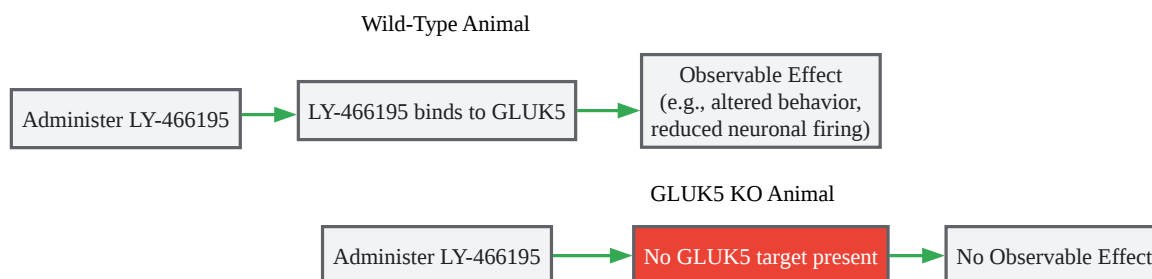 Wild-Type Animal
Administer LY-466195
LY-466195 binds to GLUK5
Observable Effect
(e.g., altered behavior,
reduced neuronal firing)
GLUK5 KO Animal
Administer LY-466195
No GLUK5 target present
No Observable Effect